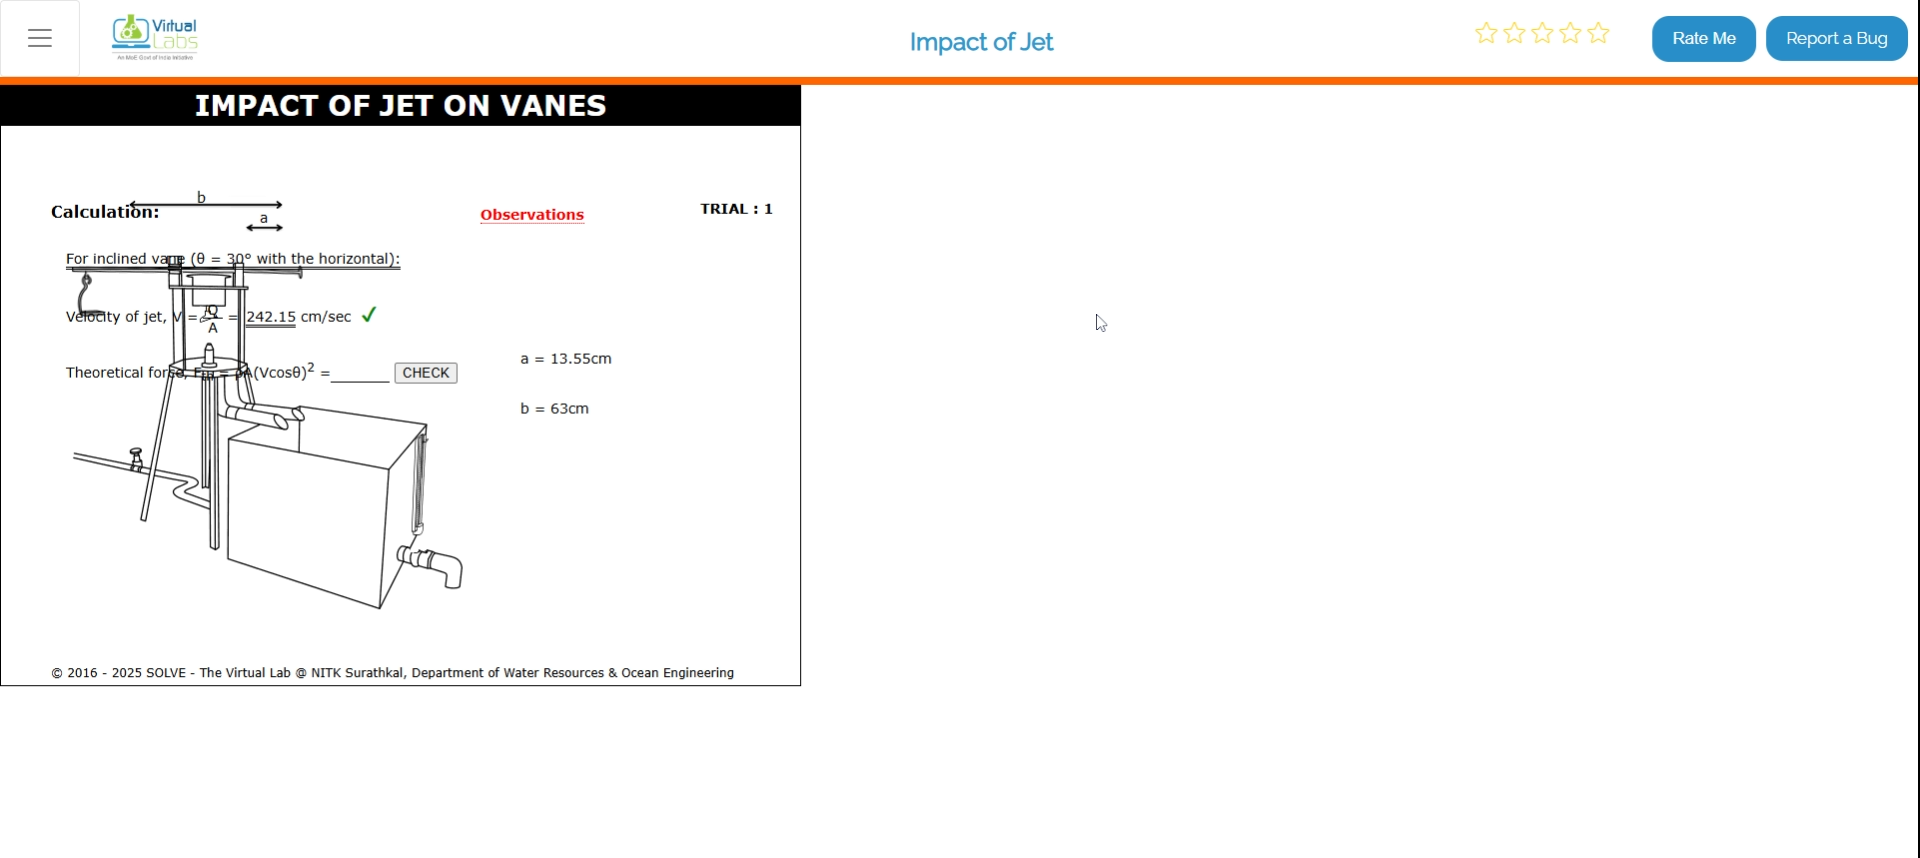 Virtual
Labs
An MoE Govt of India Initiative
Impact of Jet
Rate Me
Report a Bug
IMPACT OF JET ON VANES
b
a
Calculation:
Observations
TRIAL : 1
For inclined vane (θ = 30° with the horizontal):
Velocity of jet, V = Q/A = 242.15 cm/sec ✓
Theoretical force, Fth = ρA(Vcosθ)² =______ CHECK
a = 13.55cm
b = 63cm
© 2016 - 2025 SOLVE - The Virtual Lab @ NITK Surathkal, Department of Water Resources & Ocean Engineering